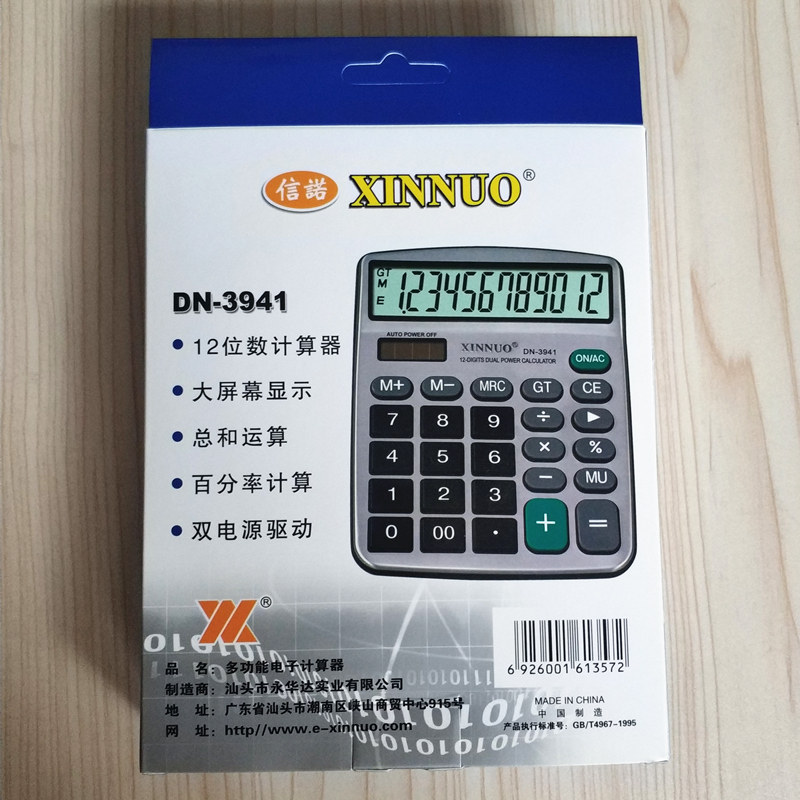 信諾 XINNUO®
DN-3941
12位数计算器
大屏幕显示
总和运算
百分率计算
双电源驱动
GT
M
E
1,234567890 12
AUTO POWER OFF
XINNUO® DN-3941
12-DIGITS DUAL POWER CALCULATOR
ON/AC
M+ M− MRC GT CE
7 8 9 ÷ ▶
4 5 6 × %
1 2 3 − MU
0 00 · + =
®
品 名：多功能电子计算器
制造商：汕头市永华达实业有限公司
地 址：广东省汕头市潮南区峡山商贸中心915号
网 址：http//www.e-xinnuo.com
6 926001 613572
MADE IN CHINA
中国制造
产品执行标准号：GB/T4967-1995